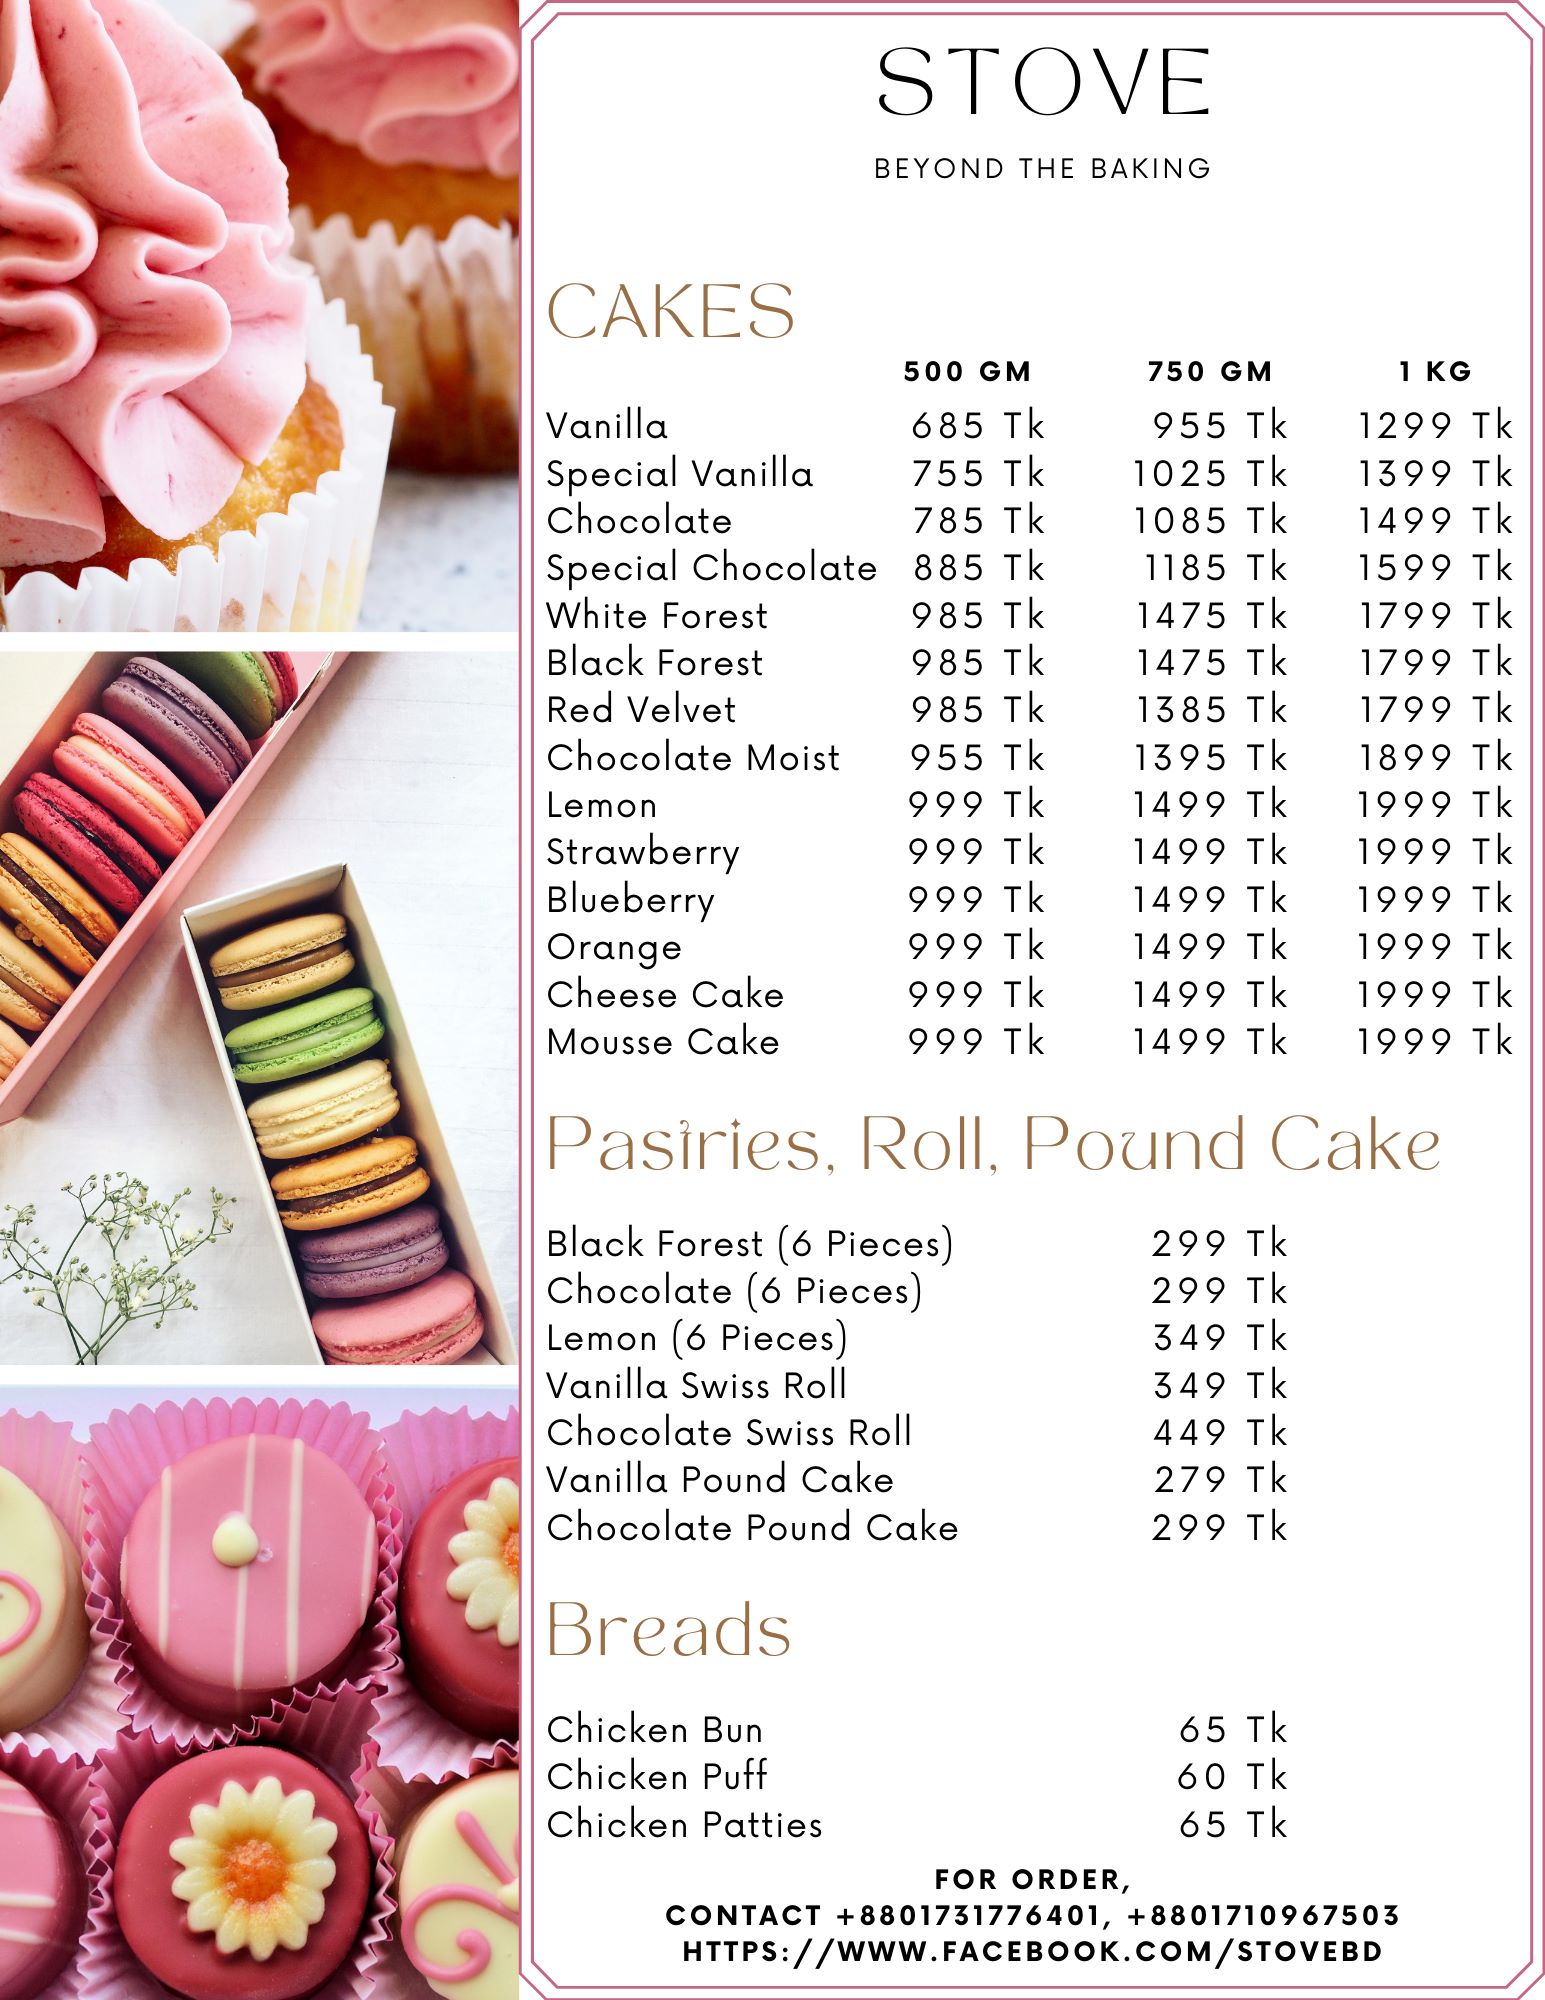 STOVE
BEYOND THE BAKING
CAKES
500 GM 750 GM 1 KG
Vanilla 685 Tk 955 Tk 1299 Tk
Special Vanilla 755 Tk 1025 Tk 1399 Tk
Chocolate 785 Tk 1085 Tk 1499 Tk
Special Chocolate 885 Tk 1185 Tk 1599 Tk
White Forest 985 Tk 1475 Tk 1799 Tk
Black Forest 985 Tk 1475 Tk 1799 Tk
Red Velvet 985 Tk 1385 Tk 1799 Tk
Chocolate Moist 955 Tk 1395 Tk 1899 Tk
Lemon 999 Tk 1499 Tk 1999 Tk
Strawberry 999 Tk 1499 Tk 1999 Tk
Blueberry 999 Tk 1499 Tk 1999 Tk
Orange 999 Tk 1499 Tk 1999 Tk
Cheese Cake 999 Tk 1499 Tk 1999 Tk
Mousse Cake 999 Tk 1499 Tk 1999 Tk
Pastries, Roll, Pound Cake
Black Forest (6 Pieces) 299 Tk
Chocolate (6 Pieces) 299 Tk
Lemon (6 Pieces) 349 Tk
Vanilla Swiss Roll 349 Tk
Chocolate Swiss Roll 449 Tk
Vanilla Pound Cake 279 Tk
Chocolate Pound Cake 299 Tk
Breads
Chicken Bun 65 Tk
Chicken Puff 60 Tk
Chicken Patties 65 Tk
FOR ORDER,
CONTACT +8801731776401, +8801710967503
HTTPS://WWW.FACEBOOK.COM/STOVEBD